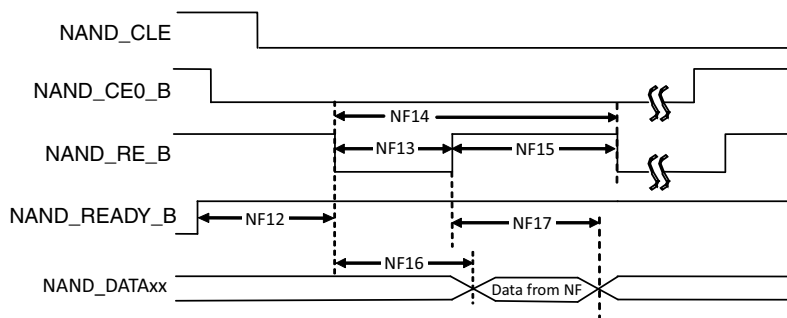 NAND_CLE
NAND_CE0_B
NF14
NAND_RE_B
NF13
NF15
NAND_READY_B
NF12
NF17
NF16
NAND_DATAxx
Data from NF